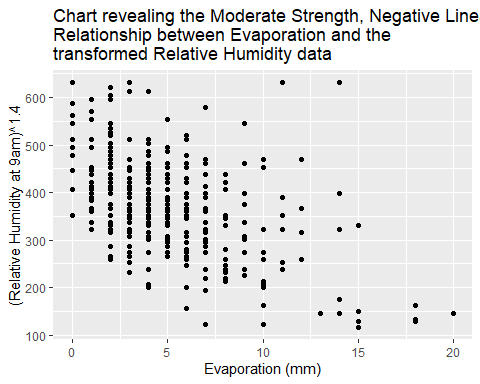 Chart revealing the Moderate Strength, Negative Line
Relationship between Evaporation and the
transformed Relative Humidity data
(Relative Humidity at 9am)^1.4
600
500
400
300
200
100
0
5
10
15
20
Evaporation (mm)